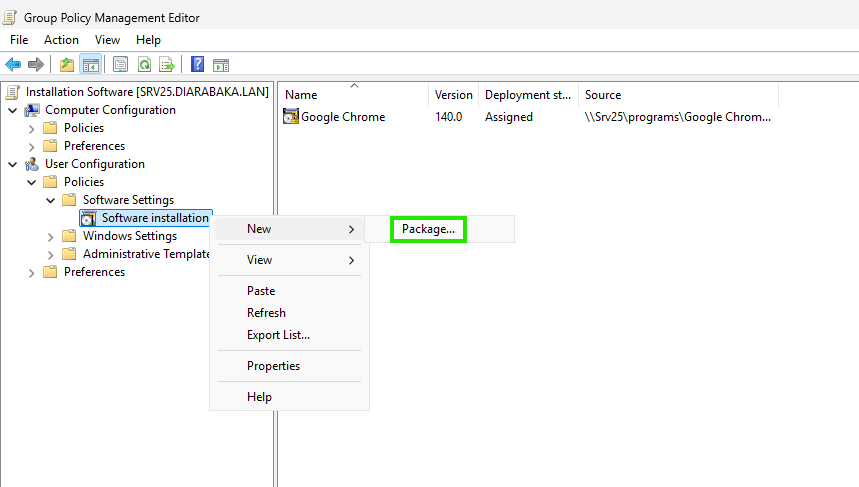 Group Policy Management Editor
File Action View Help
Installation Software [SRV25.DIARABAKA.LAN]
Computer Configuration
Policies
Preferences
User Configuration
Policies
Software Settings
Software installation
Windows Settings
Administrative Template
Preferences
Name Version Deployment st... Source
Google Chrome 140.0 Assigned \\Srv25\programs\Google Chrom...
New
Package...
View
Paste
Refresh
Export List...
Properties
Help